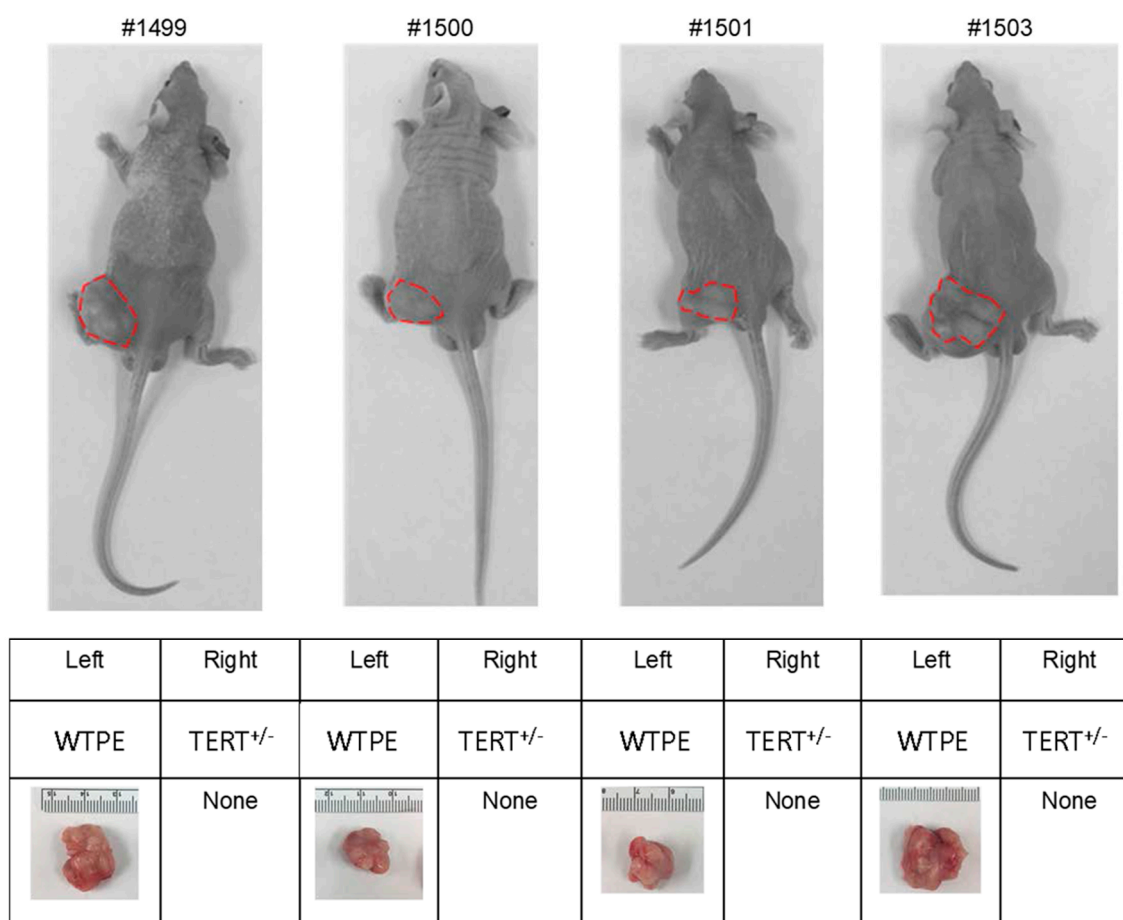 #1499 #1500 #1501 #1503
Left Right Left Right Left Right Left Right
WTPE TERT+/- WTPE TERT+/- WTPE TERT+/- WTPE TERT+/-
None None None None